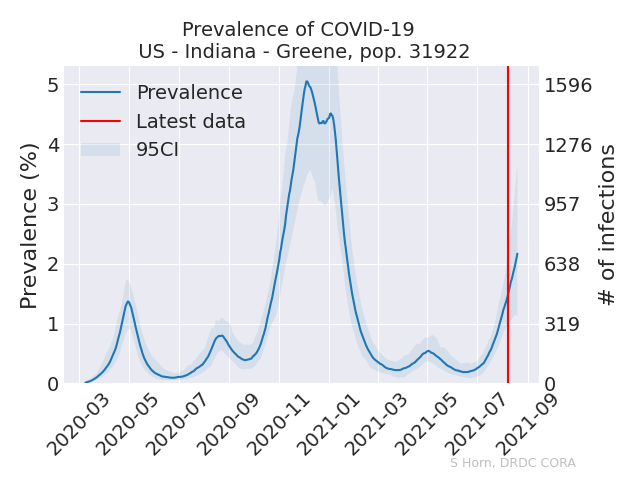 Prevalence of COVID-19
US - Indiana - Greene, pop. 31922
Prevalence
Latest data
95CI
Prevalence (%)
5
4
3
2
1
0
1596
1276
957
638
319
0
# of infections
2020-03
2020-05
2020-07
2020-09
2020-11
2021-01
2021-03
2021-05
2021-07
2021-09
S Horn, DRDC CORA